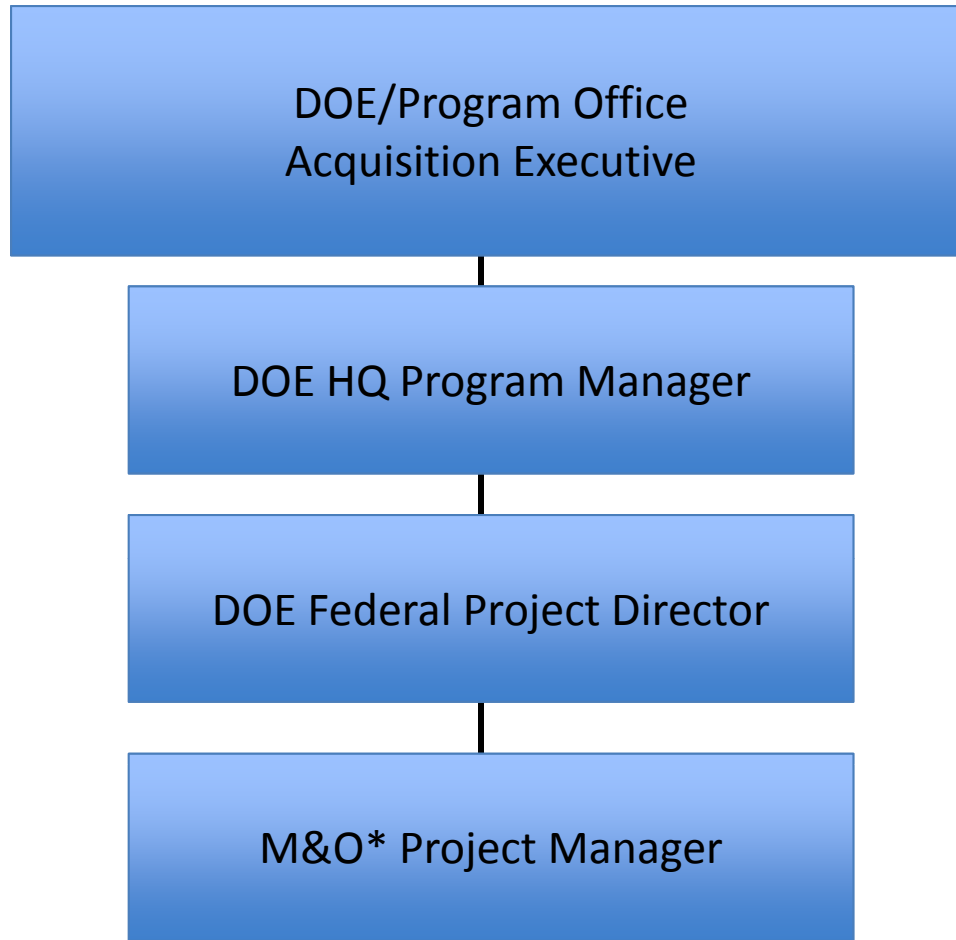 DOE/Program Office
Acquisition Executive
DOE HQ Program Manager
DOE Federal Project Director
M&O* Project Manager